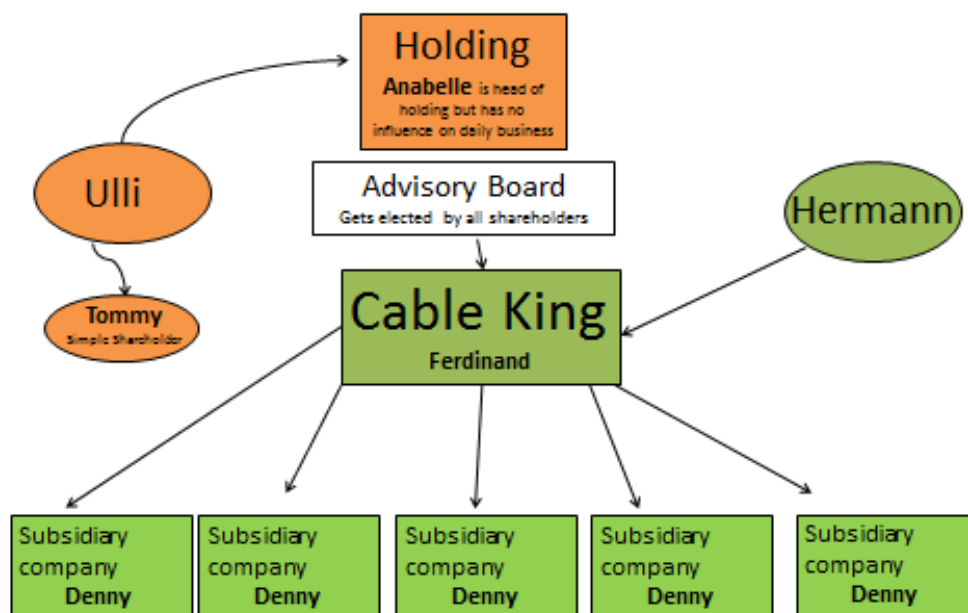 Holding
Anabelle is head of
holding but has no
influence on daily business
Ulli
Advisory Board
Gets elected by all shareholders
Hermann
Tommy
Simple Shareholder
Cable King
Ferdinand
Subsidiary
company
Denny
Subsidiary
company
Denny
Subsidiary
company
Denny
Subsidiary
company
Denny
Subsidiary
company
Denny